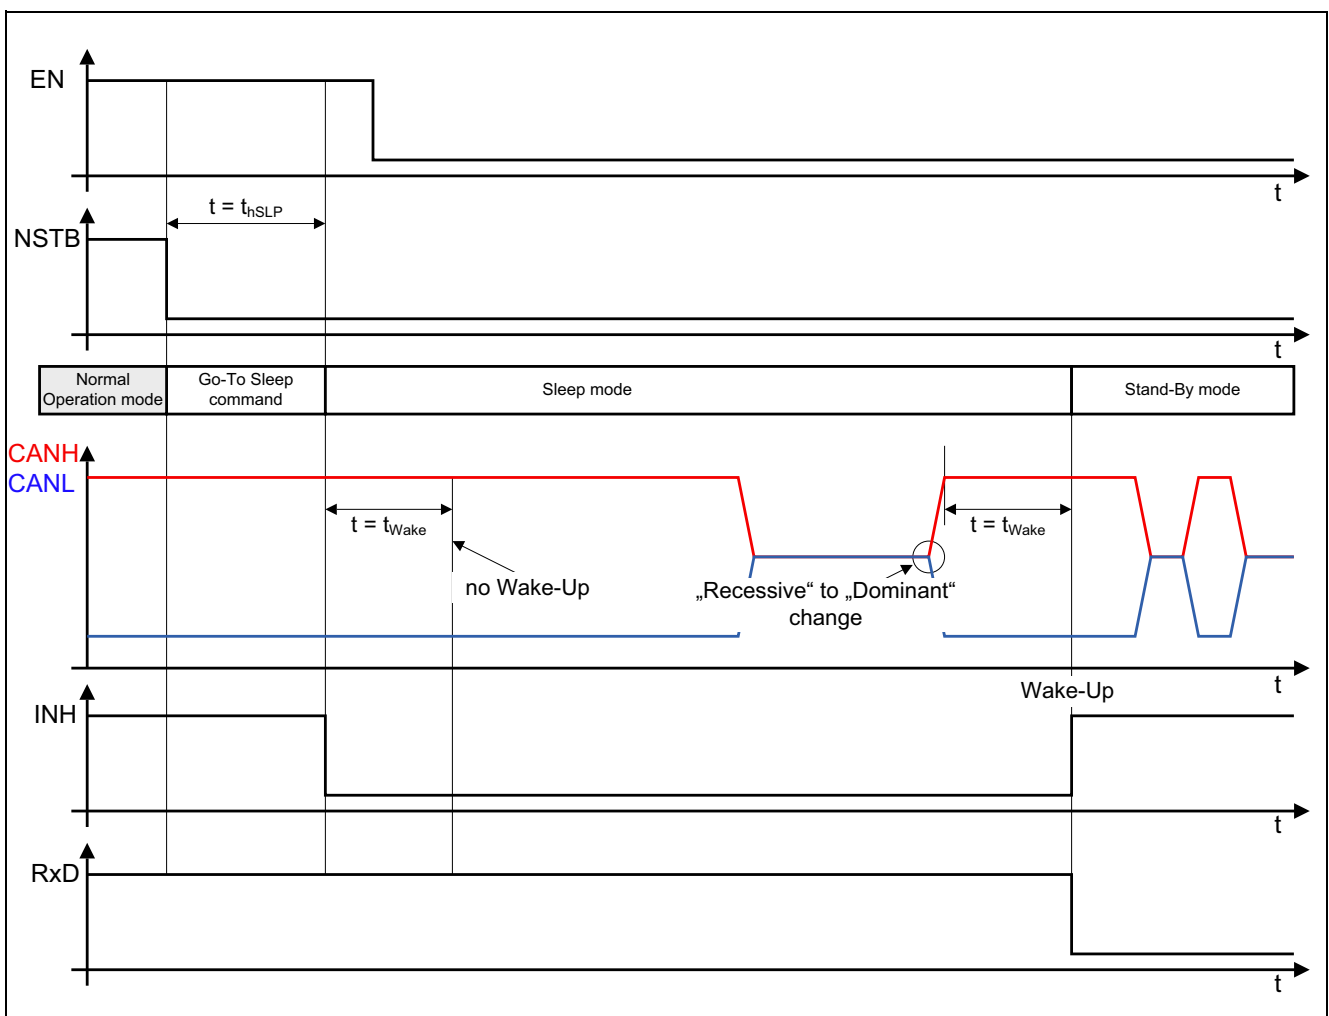 EN
t
t = thSLP
NSTB
t
Normal
Operation mode
Go-To Sleep
command
Sleep mode
Stand-By mode
CANH
CANL
t = tWake
t = tWake
no Wake-Up
„Recessive“ to „Dominant“
change
t
Wake-Up
INH
t
RxD
t